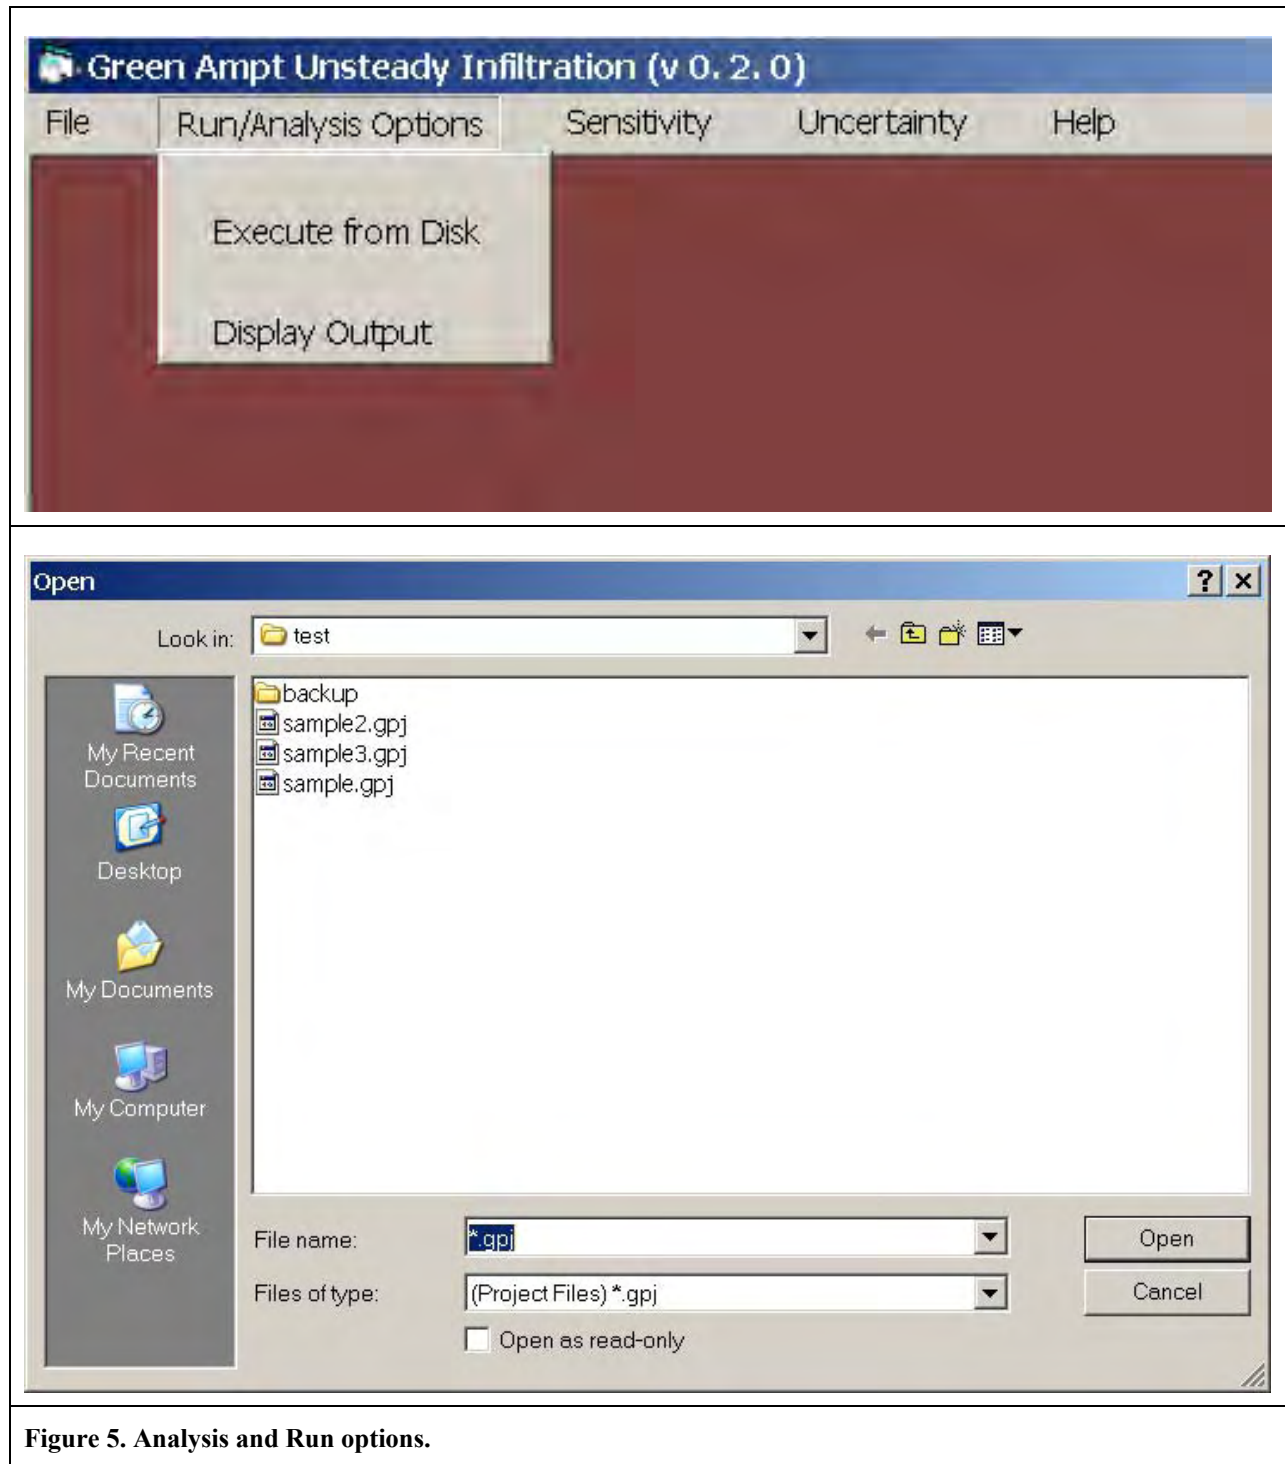 Green Ampt Unsteady Infiltration (v 0. 2. 0)
File Run/Analysis Options Sensitivity Uncertainty Help
Execute from Disk
Display Output
Open
Look in: test
My Recent
Documents
Desktop
My Documents
My Computer
My Network
Places
backup
sample2.gpj
sample3.gpj
sample.gpj
File name: *.gpj Open
Files of type: (Project Files) *.gpj Cancel
Open as read-only
Figure 5. Analysis and Run options.